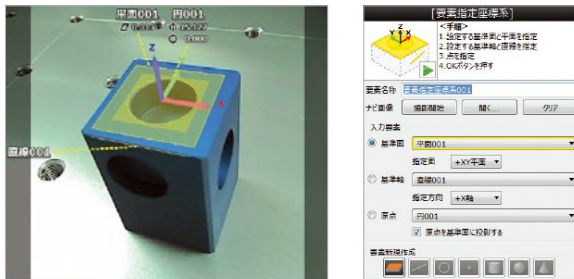 平面001 円001
直線001
Z
[要素指定座標系]
<手順>
1.設定する基準面と平面を指定
2.設定する基準軸と直線を指定
3.点を指定
4.OKボタンを押す
要素名称 要素指定座標系001
ナビ画像 撮影開始 開く... クリア
入力要素
基準面 平面001
指定面 +XY平面
基準軸 直線001
指定方向 +X軸
原点 円001
原点を基準面に投影する
要素新規作成